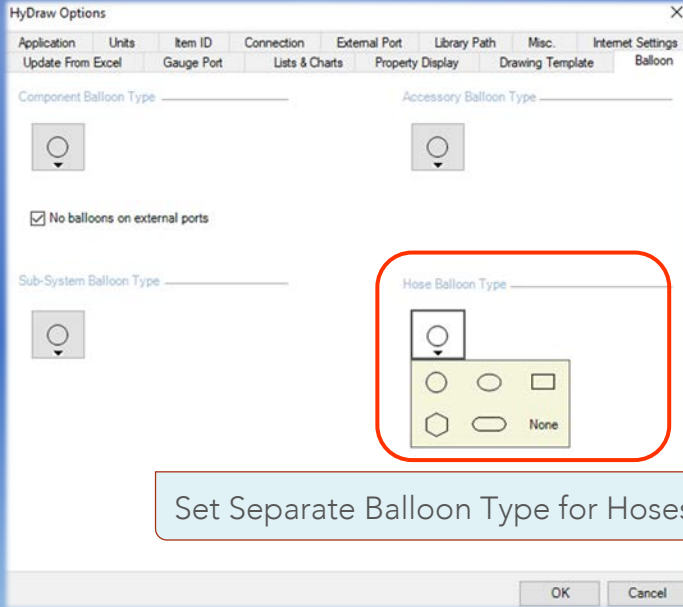 HyDraw Options
Application Units Item ID Connection External Port Library Path Misc. Internet Settings
Update From Excel Gauge Port Lists & Charts Property Display Drawing Template Balloon
Component Balloon Type Accessory Balloon Type
No balloons on external ports
Sub-System Balloon Type Hose Balloon Type
None
Set Separate Balloon Type for Hoses
OK Cancel